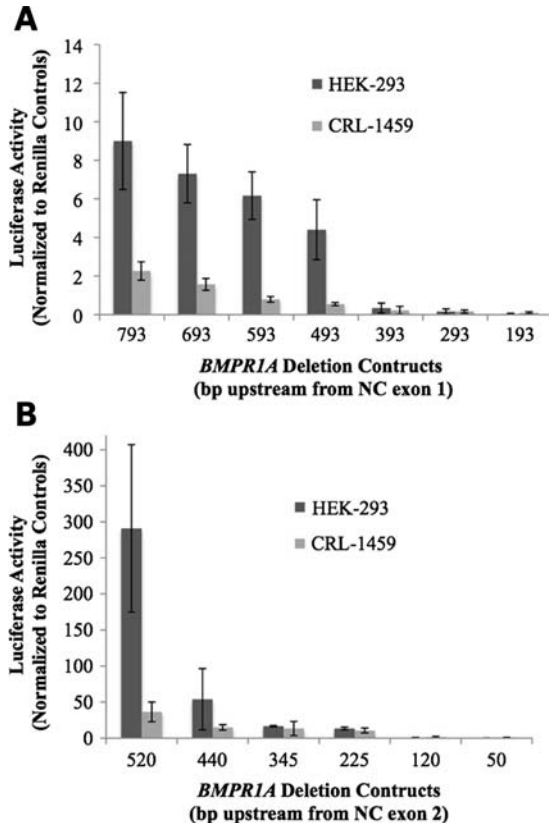 A
Luciferase Activity
(Normalized to Renilla Controls)
14
12
10
8
6
4
2
0
HEK-293
CRL-1459
793 693 593 493 393 293 193
BMPR1A Deletion Contructs
(bp upstream from NC exon 1)
B
Luciferase Activity
(Normalized to Renilla Controls)
400
350
300
250
200
150
100
50
0
HEK-293
CRL-1459
520 440 345 225 120 50
BMPR1A Deletion Contructs
(bp upstream from NC exon 2)